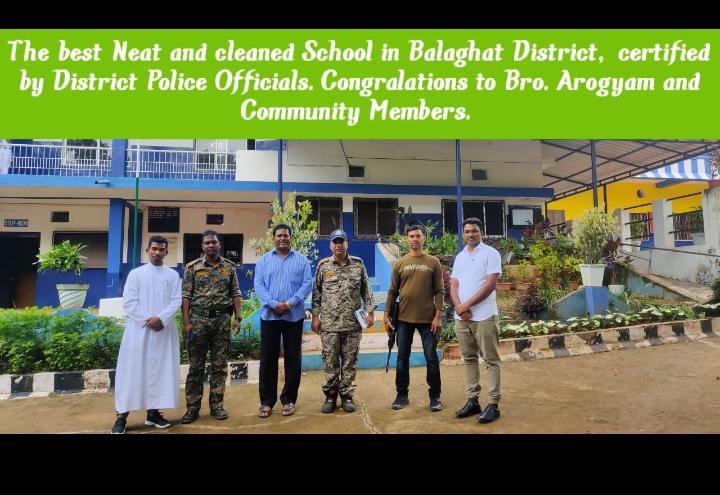 The best Neat and cleaned School in Balaghat District, certified
by District Police Officials. Congralations to Bro. Arogyam and
Community Members.
STAFF-ROOM